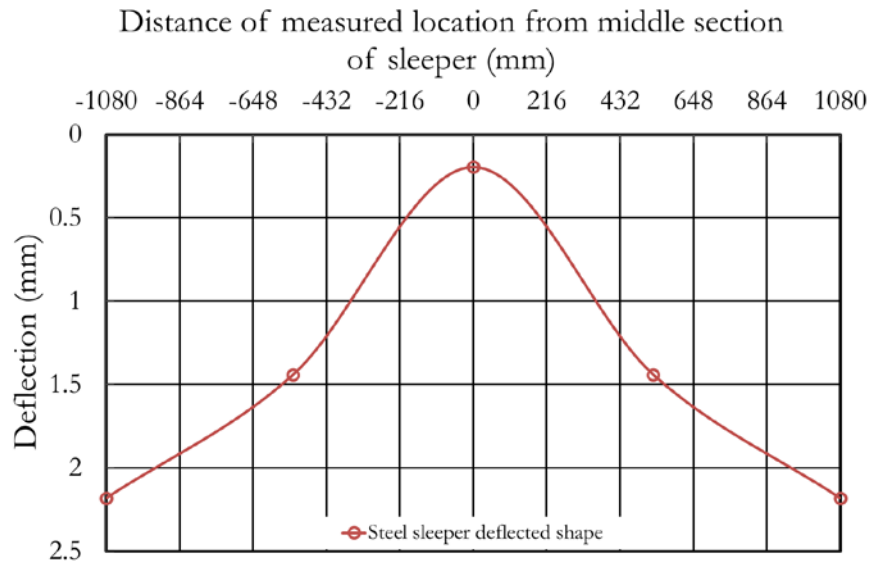 Distance of measured location from middle section
of sleeper (mm)
-1080 -864 -648 -432 -216 0 216 432 648 864 1080
0
0.5
1
1.5
2
2.5
Deflection (mm)
Steel sleeper deflected shape